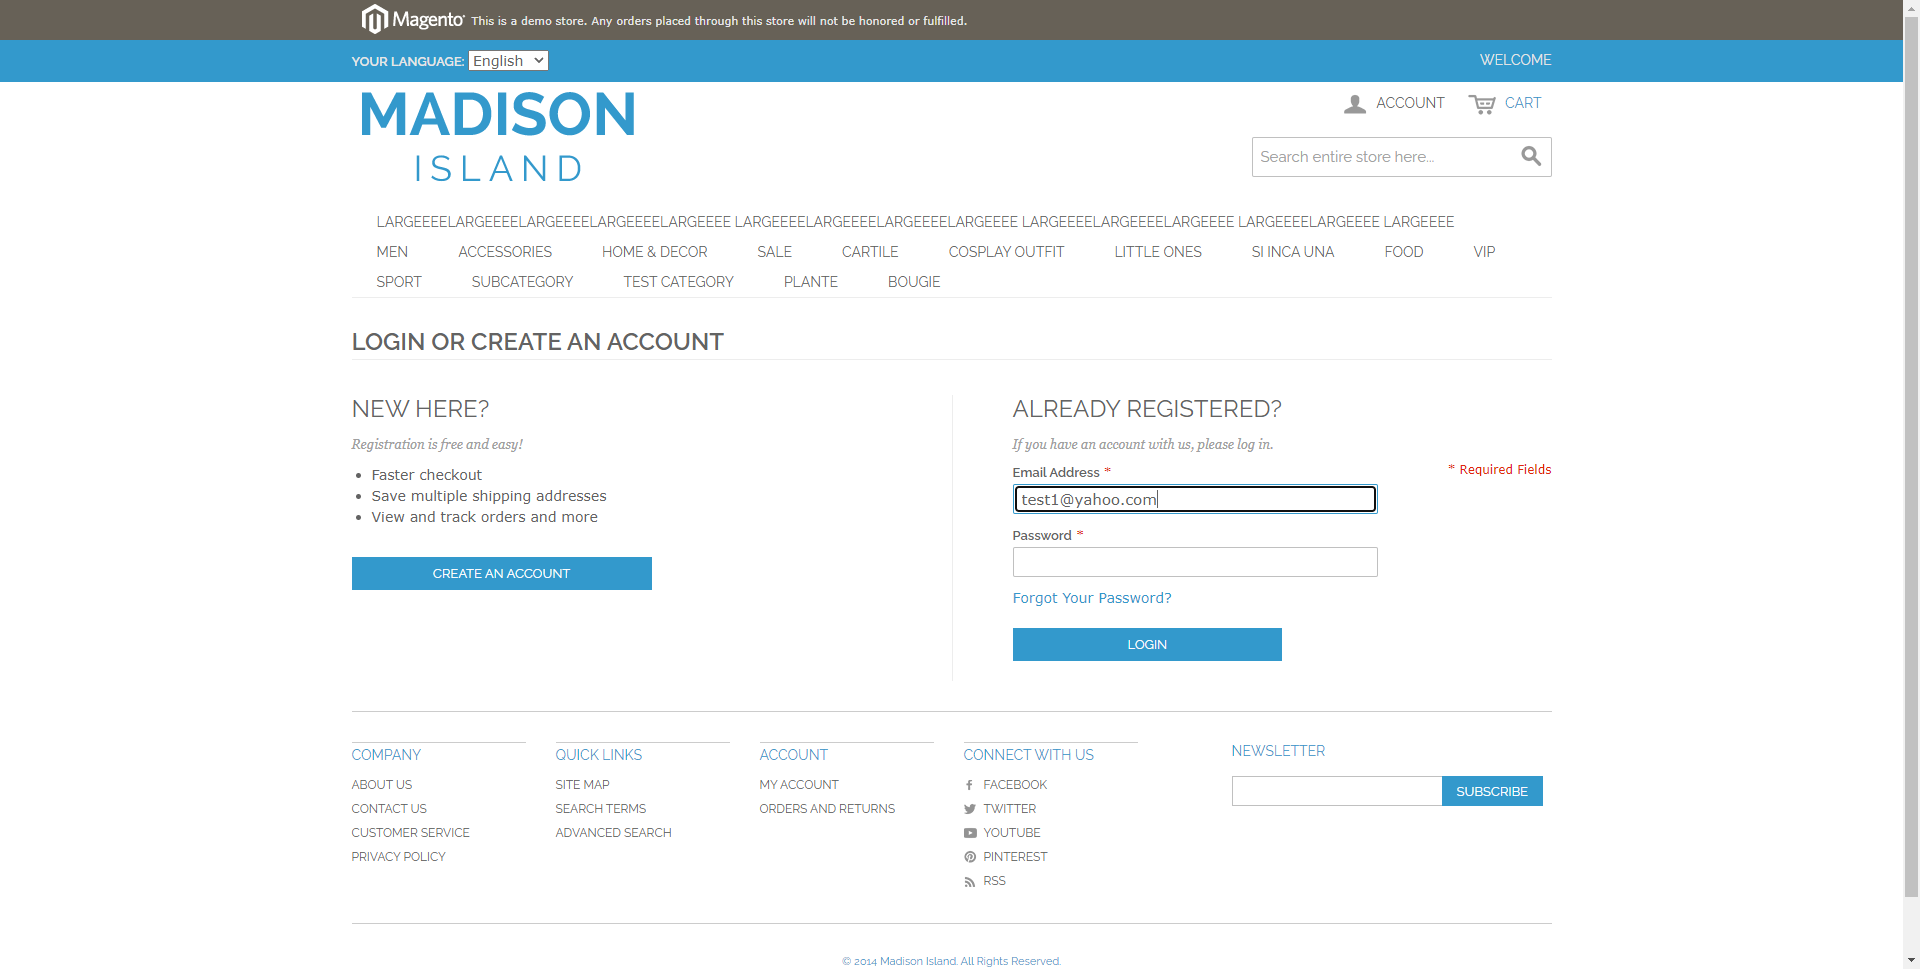 Magento® This is a demo store. Any orders placed through this store will not be honored or fulfilled.
YOUR LANGUAGE: English
WELCOME
MADISON
ISLAND
ACCOUNT
CART
Search entire store here...
LARGEEEELARGEEEELARGEEEELARGEEEELARGEEEE LARGEEEELARGEEEELARGEEEELARGEEEE LARGEEEELARGEEEELARGEEEE LARGEEEELARGEEEE LARGEEEE
MEN ACCESSORIES HOME & DECOR SALE CARTILE COSPLAY OUTFIT LITTLE ONES SI INCA UNA FOOD VIP
SPORT SUBCATEGORY TEST CATEGORY PLANTE BOUGIE
LOGIN OR CREATE AN ACCOUNT
NEW HERE?
Registration is free and easy!
• Faster checkout
• Save multiple shipping addresses
• View and track orders and more
CREATE AN ACCOUNT
ALREADY REGISTERED?
If you have an account with us, please log in.
* Required Fields
Email Address *
test1@yahoo.com
Password *
Forgot Your Password?
LOGIN
COMPANY
ABOUT US
CONTACT US
CUSTOMER SERVICE
PRIVACY POLICY
QUICK LINKS
SITE MAP
SEARCH TERMS
ADVANCED SEARCH
ACCOUNT
MY ACCOUNT
ORDERS AND RETURNS
CONNECT WITH US
FACEBOOK
TWITTER
YOUTUBE
PINTEREST
RSS
NEWSLETTER
SUBSCRIBE
© 2014 Madison Island. All Rights Reserved.